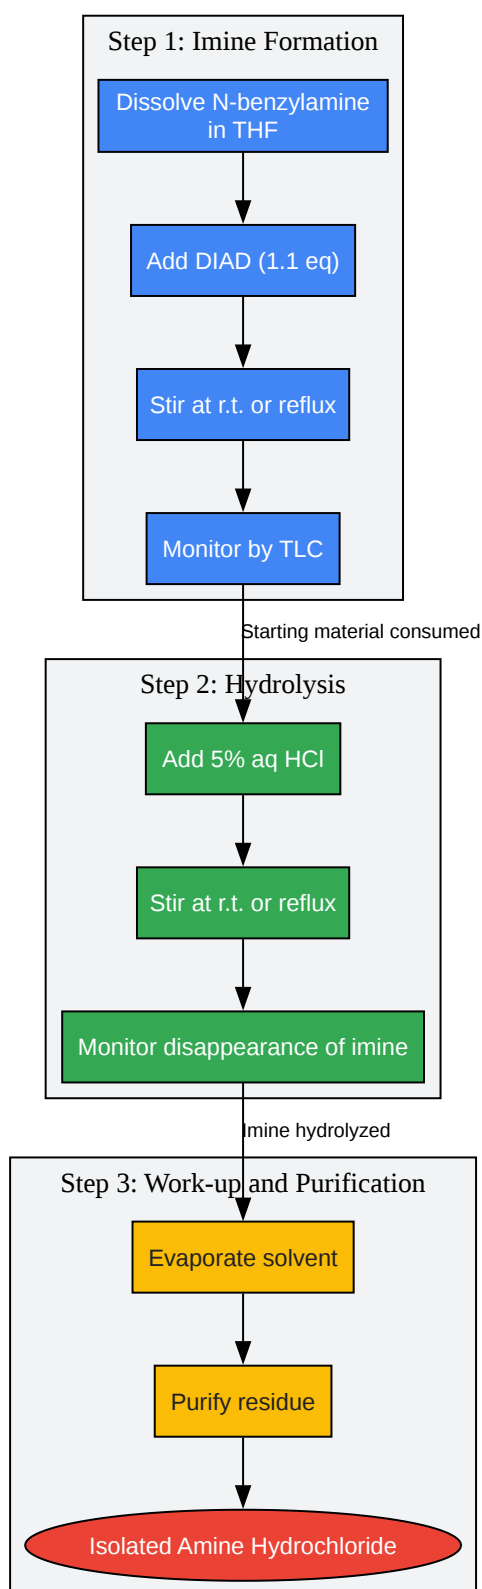 Step 1: Imine Formation
Dissolve N-benzylamine
in THF
Add DIAD (1.1 eq)
Stir at r.t. or reflux
Monitor by TLC
Starting material consumed
Step 2: Hydrolysis
Add 5% aq HCl
Stir at r.t. or reflux
Monitor disappearance of imine
Imine hydrolyzed
Step 3: Work-up and Purification
Evaporate solvent
Purify residue
Isolated Amine Hydrochloride